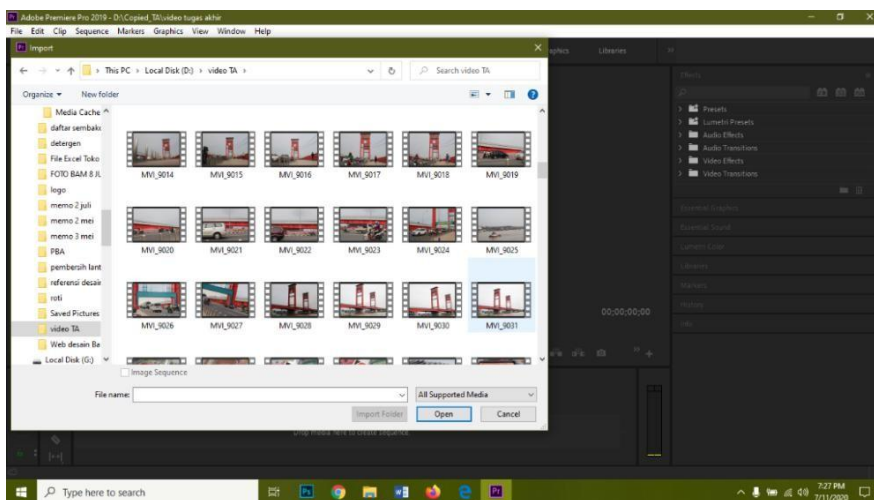 Adobe Premiere Pro 2019 - D:\Copied_TA\video tugas akhir
File Edit Clip Sequence Markers Graphics View Window Help
Import
This PC > Local Disk (D:) > video TA >
Search video TA
Organize
New folder
Media Cache
daftar sembako
detergen
File Excel Toko
FOTO BAM 8 JL
logo
memo 2 juli
memo 2 mei
memo 3 mei
PBA
pembersih lant
referensi desain
roti
Saved Pictures
video TA
Web desain Ba
Local Disk (G:)
MVI_9014 MVI_9015 MVI_9016 MVI_9017 MVI_9018 MVI_9019
MVI_9020 MVI_9021 MVI_9022 MVI_9023 MVI_9024 MVI_9025
MVI_9026 MVI_9027 MVI_9028 MVI_9029 MVI_9030 MVI_9031
Image Sequence
File name:
All Supported Media
Import Folder Open Cancel
Libraries
Effects
Presets
Lumetri Presets
Audio Effects
Audio Transitions
Video Effects
Video Transitions
Essential Graphics
Essential Sound
Lumetri Color
Libraries
Markers
History
Info
00;00;00;00
Drop media here to create sequence.
Type here to search
7:27 PM
7/11/2020